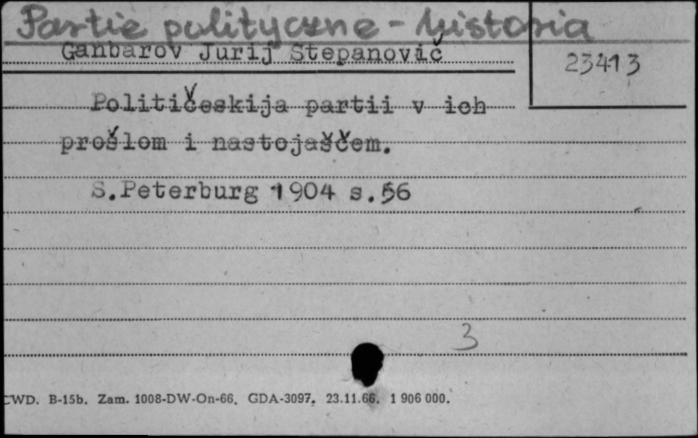 Partie polityczne - historia
Ganbarov Jurij Stepanovič
23413
Političeskija partii v ich
prošlom i nastojaščem.
S.Peterburg 1904 s.56
3
CWD. B-15b. Zam. 1008-DW-On-66. GDA-3097. 23.11.66. 1 906 000.